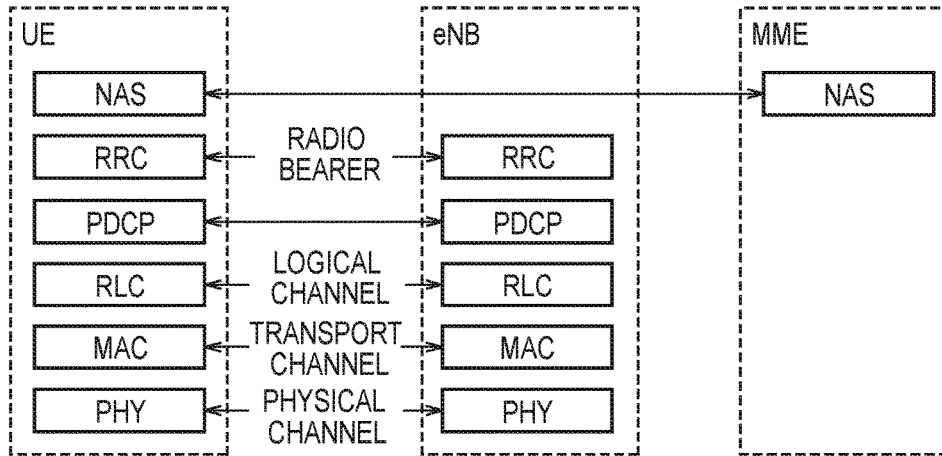 UE eNB MME
NAS NAS
RRC RADIO BEARER RRC
PDCP PDCP
RLC LOGICAL CHANNEL RLC
MAC TRANSPORT CHANNEL MAC
PHY PHYSICAL CHANNEL PHY